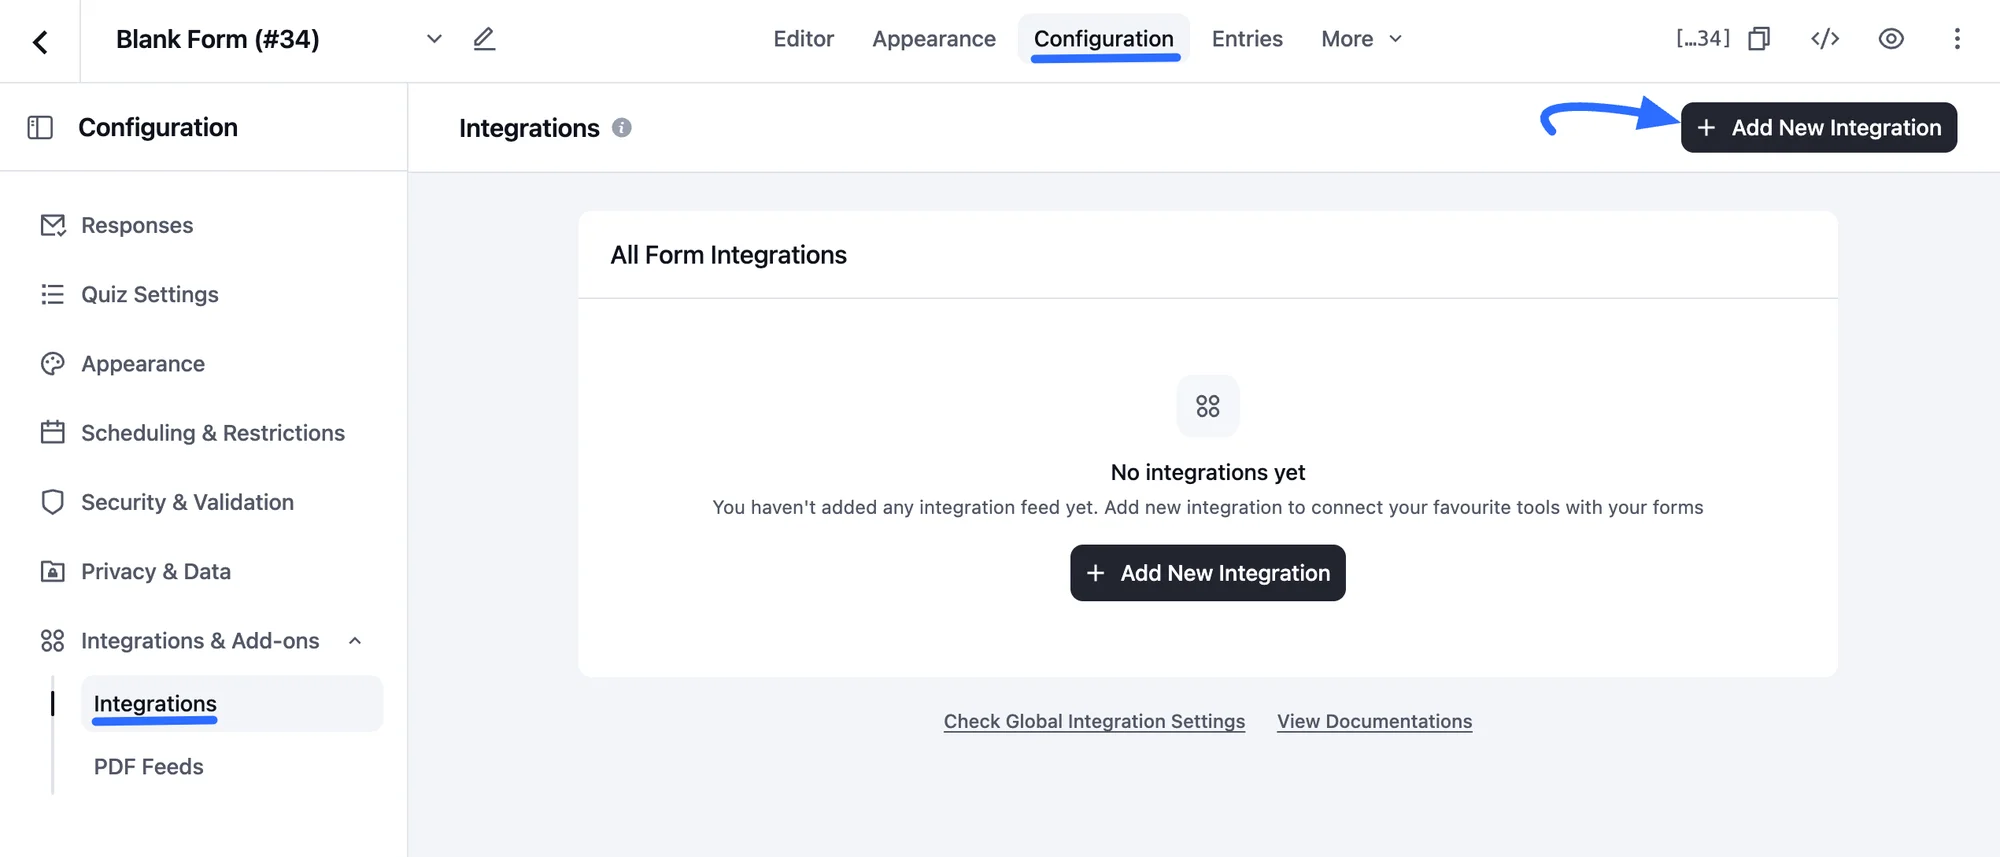 Blank Form (#34)
Editor
Appearance
Configuration
Entries
More
[...34]
Configuration
Integrations
+ Add New Integration
Responses
Quiz Settings
Appearance
Scheduling & Restrictions
Security & Validation
Privacy & Data
Integrations & Add-ons
Integrations
PDF Feeds
All Form Integrations
No integrations yet
You haven't added any integration feed yet. Add new integration to connect your favourite tools with your forms
+ Add New Integration
Check Global Integration Settings
View Documentations